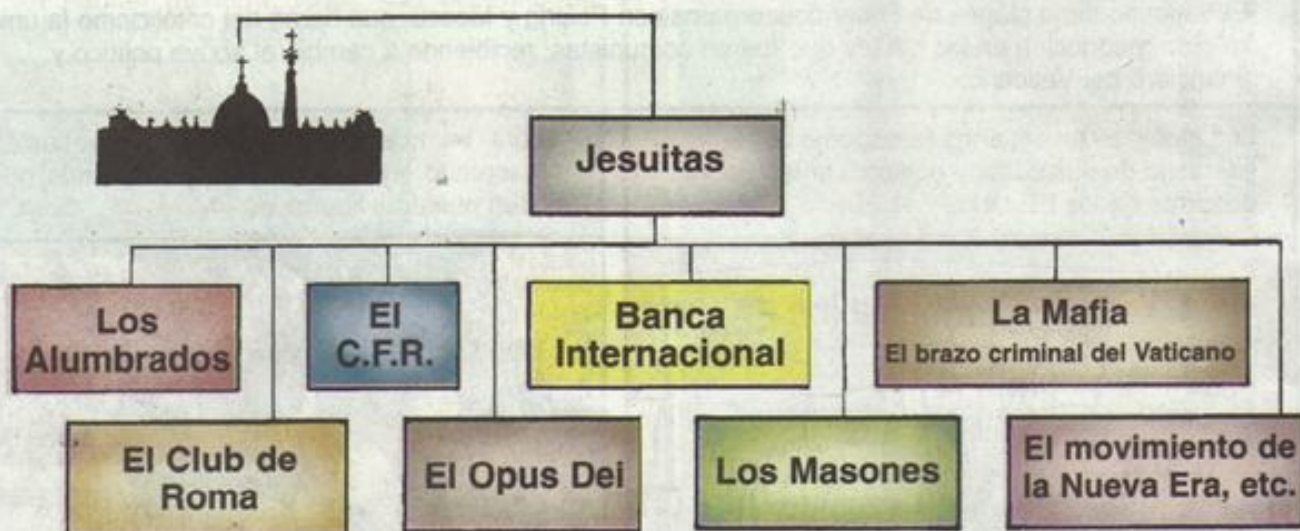 Jesuitas
Los
Alumbrados
El
C.F.R.
Banca
Internacional
La Mafia
El brazo criminal del Vaticano
El Club de
Roma
El Opus Dei
Los Masones
El movimiento de
la Nueva Era, etc.